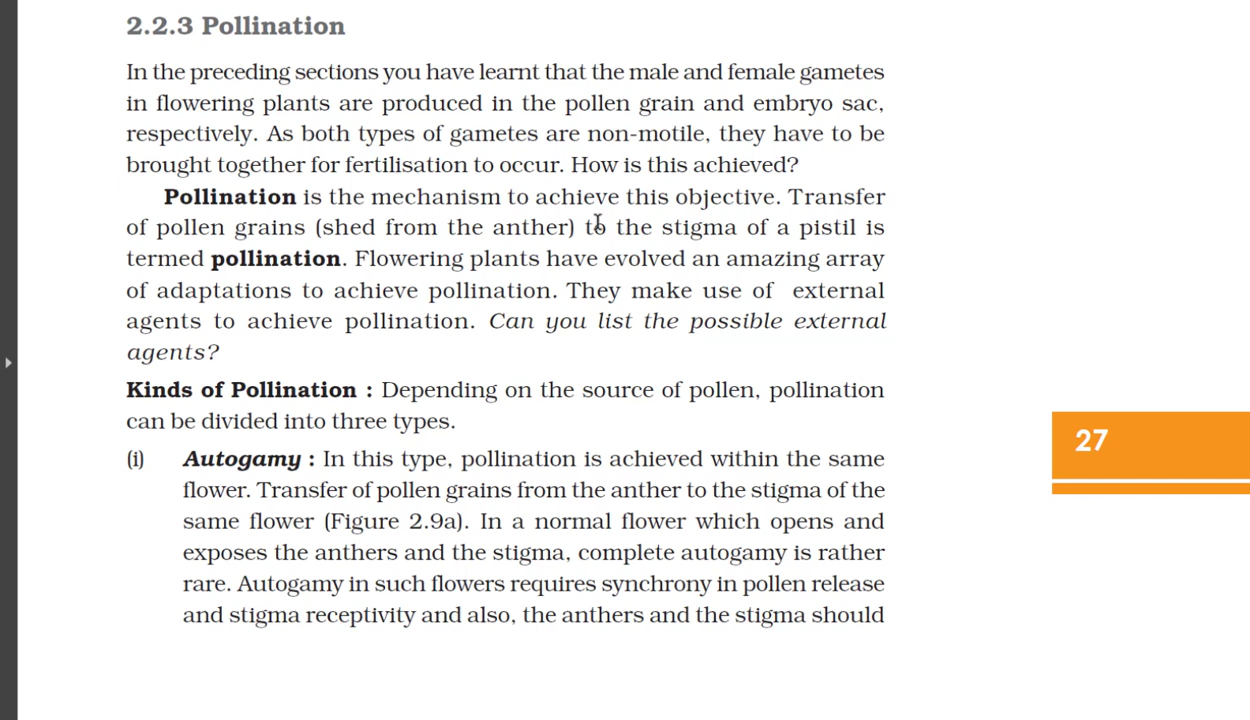 2.2.3 Pollination
In the preceding sections you have learnt that the male and female gametes
in flowering plants are produced in the pollen grain and embryo sac,
respectively. As both types of gametes are non-motile, they have to be
brought together for fertilisation to occur. How is this achieved?
Pollination is the mechanism to achieve this objective. Transfer
of pollen grains (shed from the anther) to the stigma of a pistil is
termed pollination. Flowering plants have evolved an amazing array
of adaptations to achieve pollination. They make use of external
agents to achieve pollination. Can you list the possible external
agents?
Kinds of Pollination : Depending on the source of pollen, pollination
can be divided into three types.
(i) Autogamy : In this type, pollination is achieved within the same
flower. Transfer of pollen grains from the anther to the stigma of the
same flower (Figure 2.9a). In a normal flower which opens and
exposes the anthers and the stigma, complete autogamy is rather
rare. Autogamy in such flowers requires synchrony in pollen release
and stigma receptivity and also, the anthers and the stigma should
27